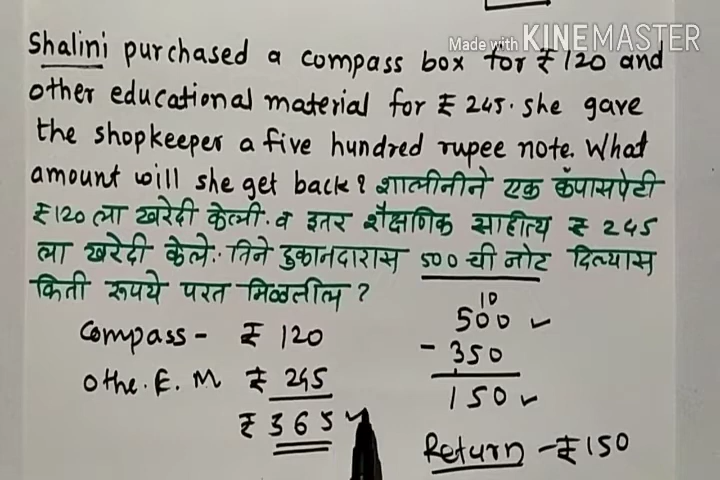 Made with KINEMASTER
Shalini purchased a compass box for ₹120 and
other educational material for ₹ 245. she gave
the shopkeeper a five hundred rupee note. What
amount will she get back? शालीनीने एक कंपासपेटी
₹120 ला खरेदी केली. व इतर शैक्षणिक साहित्य ₹ 245
ला खरेदी केले. तिने दुकानदारास 500 ची नोट दिल्यास
किती रूपये परत मिळतील ?
Compass - ₹ 120
Othe. E. M ₹ 245
₹ 365
10
500
- 350
150
Return - ₹150